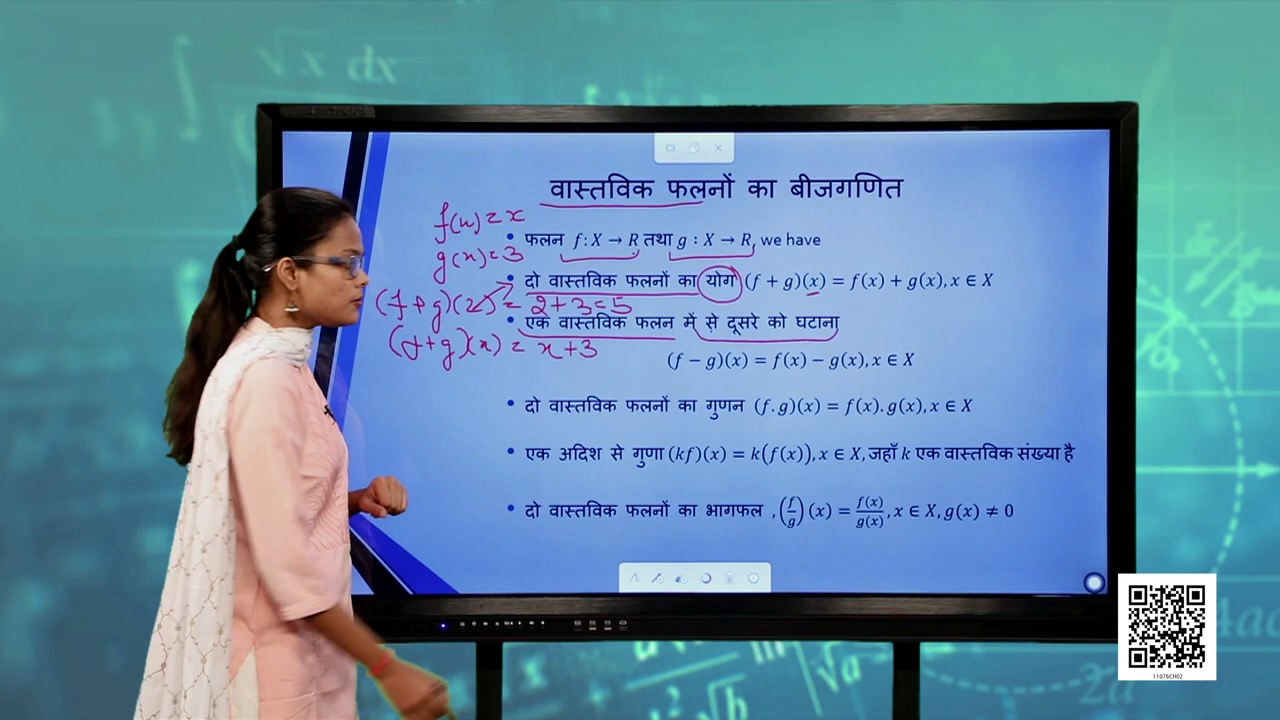 वास्तविक फलनों का बीजगणित
f(x) = x
• फलन f : X → R तथा g : X → R, we have
g(x) = 3
• दो वास्तविक फलनों का योग (f + g)(x) = f(x) + g(x), x ∈ X
(f + g)(2) = 2 + 3 = 5
• एक वास्तविक फलन में से दूसरे को घटाना
(f + g)(x) = x + 3
(f − g)(x) = f(x) − g(x), x ∈ X
• दो वास्तविक फलनों का गुणन (f . g)(x) = f(x). g(x), x ∈ X
• एक अदिश से गुणा (kf)(x) = k(f(x)), x ∈ X, जहाँ k एक वास्तविक संख्या है
• दो वास्तविक फलनों का भागफल , (f/g)(x) = f(x)/g(x), x ∈ X, g(x) ≠ 0
11076CH02